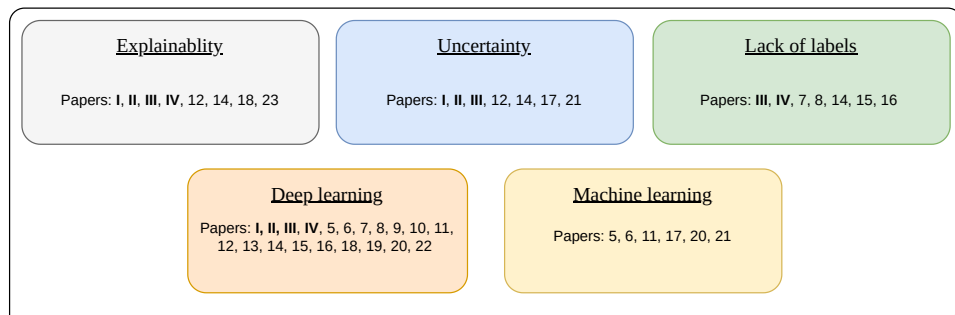 Explainablity
Papers: I, II, III, IV, 12, 14, 18, 23
Uncertainty
Papers: I, II, III, 12, 14, 17, 21
Lack of labels
Papers: III, IV, 7, 8, 14, 15, 16
Deep learning
Papers: I, II, III, IV, 5, 6, 7, 8, 9, 10, 11,
12, 13, 14, 15, 16, 18, 19, 20, 22
Machine learning
Papers: 5, 6, 11, 17, 20, 21